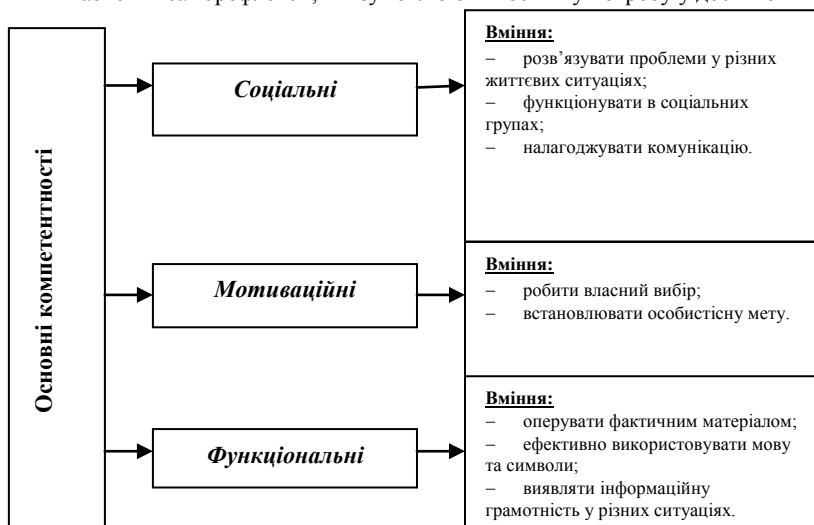 Основні компетентності
Соціальні
Вміння:
– розв’язувати проблеми у різних
життєвих ситуаціях;
– функціонувати в соціальних
групах;
– налагоджувати комунікацію.
Мотиваційні
Вміння:
– робити власний вибір;
– встановлювати особистісну мету.
Функціональні
Вміння:
– оперувати фактичним матеріалом;
– ефективно використовувати мову
та символи;
– виявляти інформаційну
грамотність у різних ситуаціях.